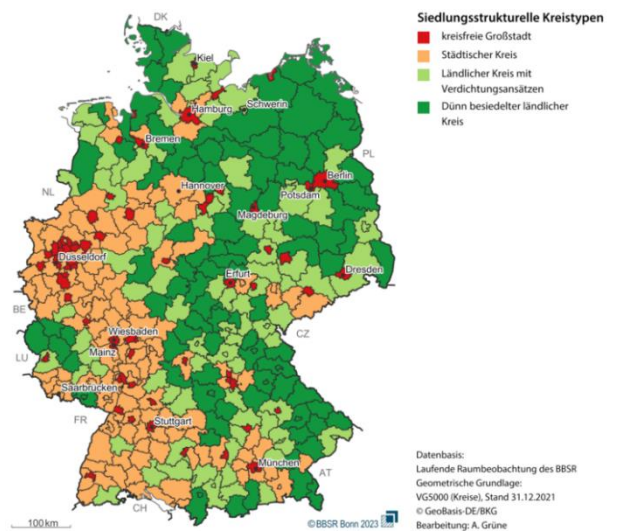 Siedlungsstrukturelle Kreistypen
kreisfreie Großstadt
Städtischer Kreis
Ländlicher Kreis mit
Verdichtungsansätzen
Dünn besiedelter ländlicher
Kreis
DK
Kiel
Hamburg
Schwerin
Bremen
PL
Berlin
NL
Hannover
Potsdam
Magdeburg
Düsseldorf
Erfurt
Dresden
BE
CZ
Wiesbaden
LU
Mainz
Saarbrücken
FR
Stuttgart
München
AT
CH
100 km
©BBSR Bonn 2023
Datenbasis:
Laufende Raumbeobachtung des BBSR
Geometrische Grundlage:
VG5000 (Kreise), Stand 31.12.2021
© GeoBasis-DE/BKG
Bearbeitung: A. Grüne